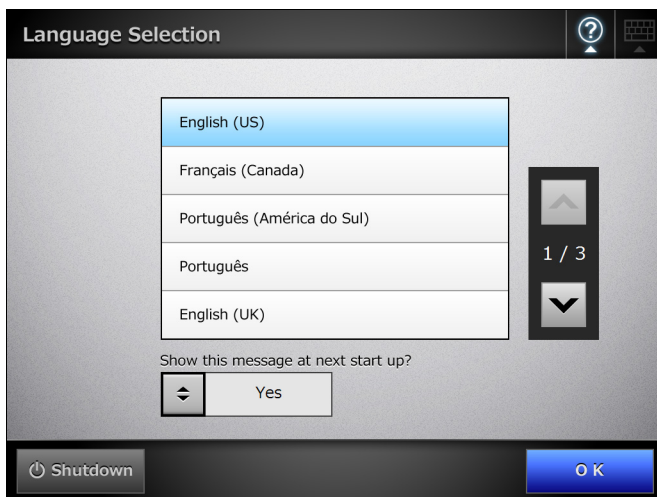 Language Selection
?
English (US)
Français (Canada)
Português (América do Sul)
Português
English (UK)
1 / 3
Show this message at next start up?
Yes
Shutdown
OK